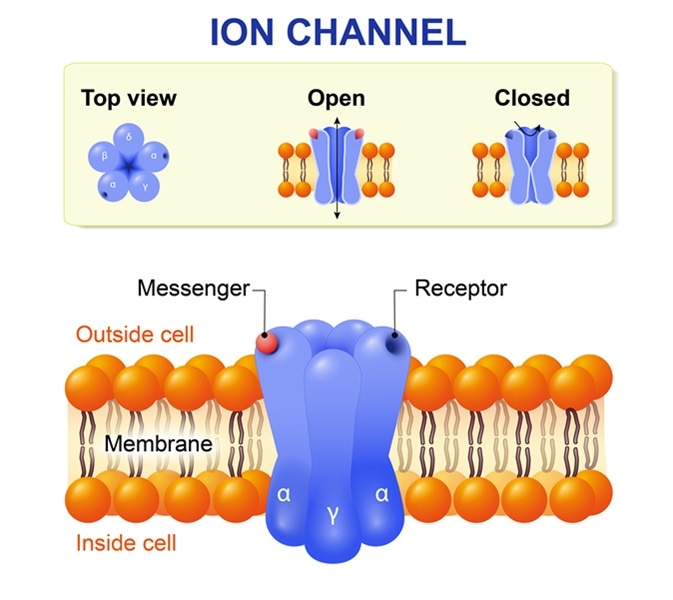 ION CHANNEL
Top view
Open
Closed
δ
β
α
α
γ
Messenger
Receptor
Outside cell
Membrane
α
α
γ
Inside cell